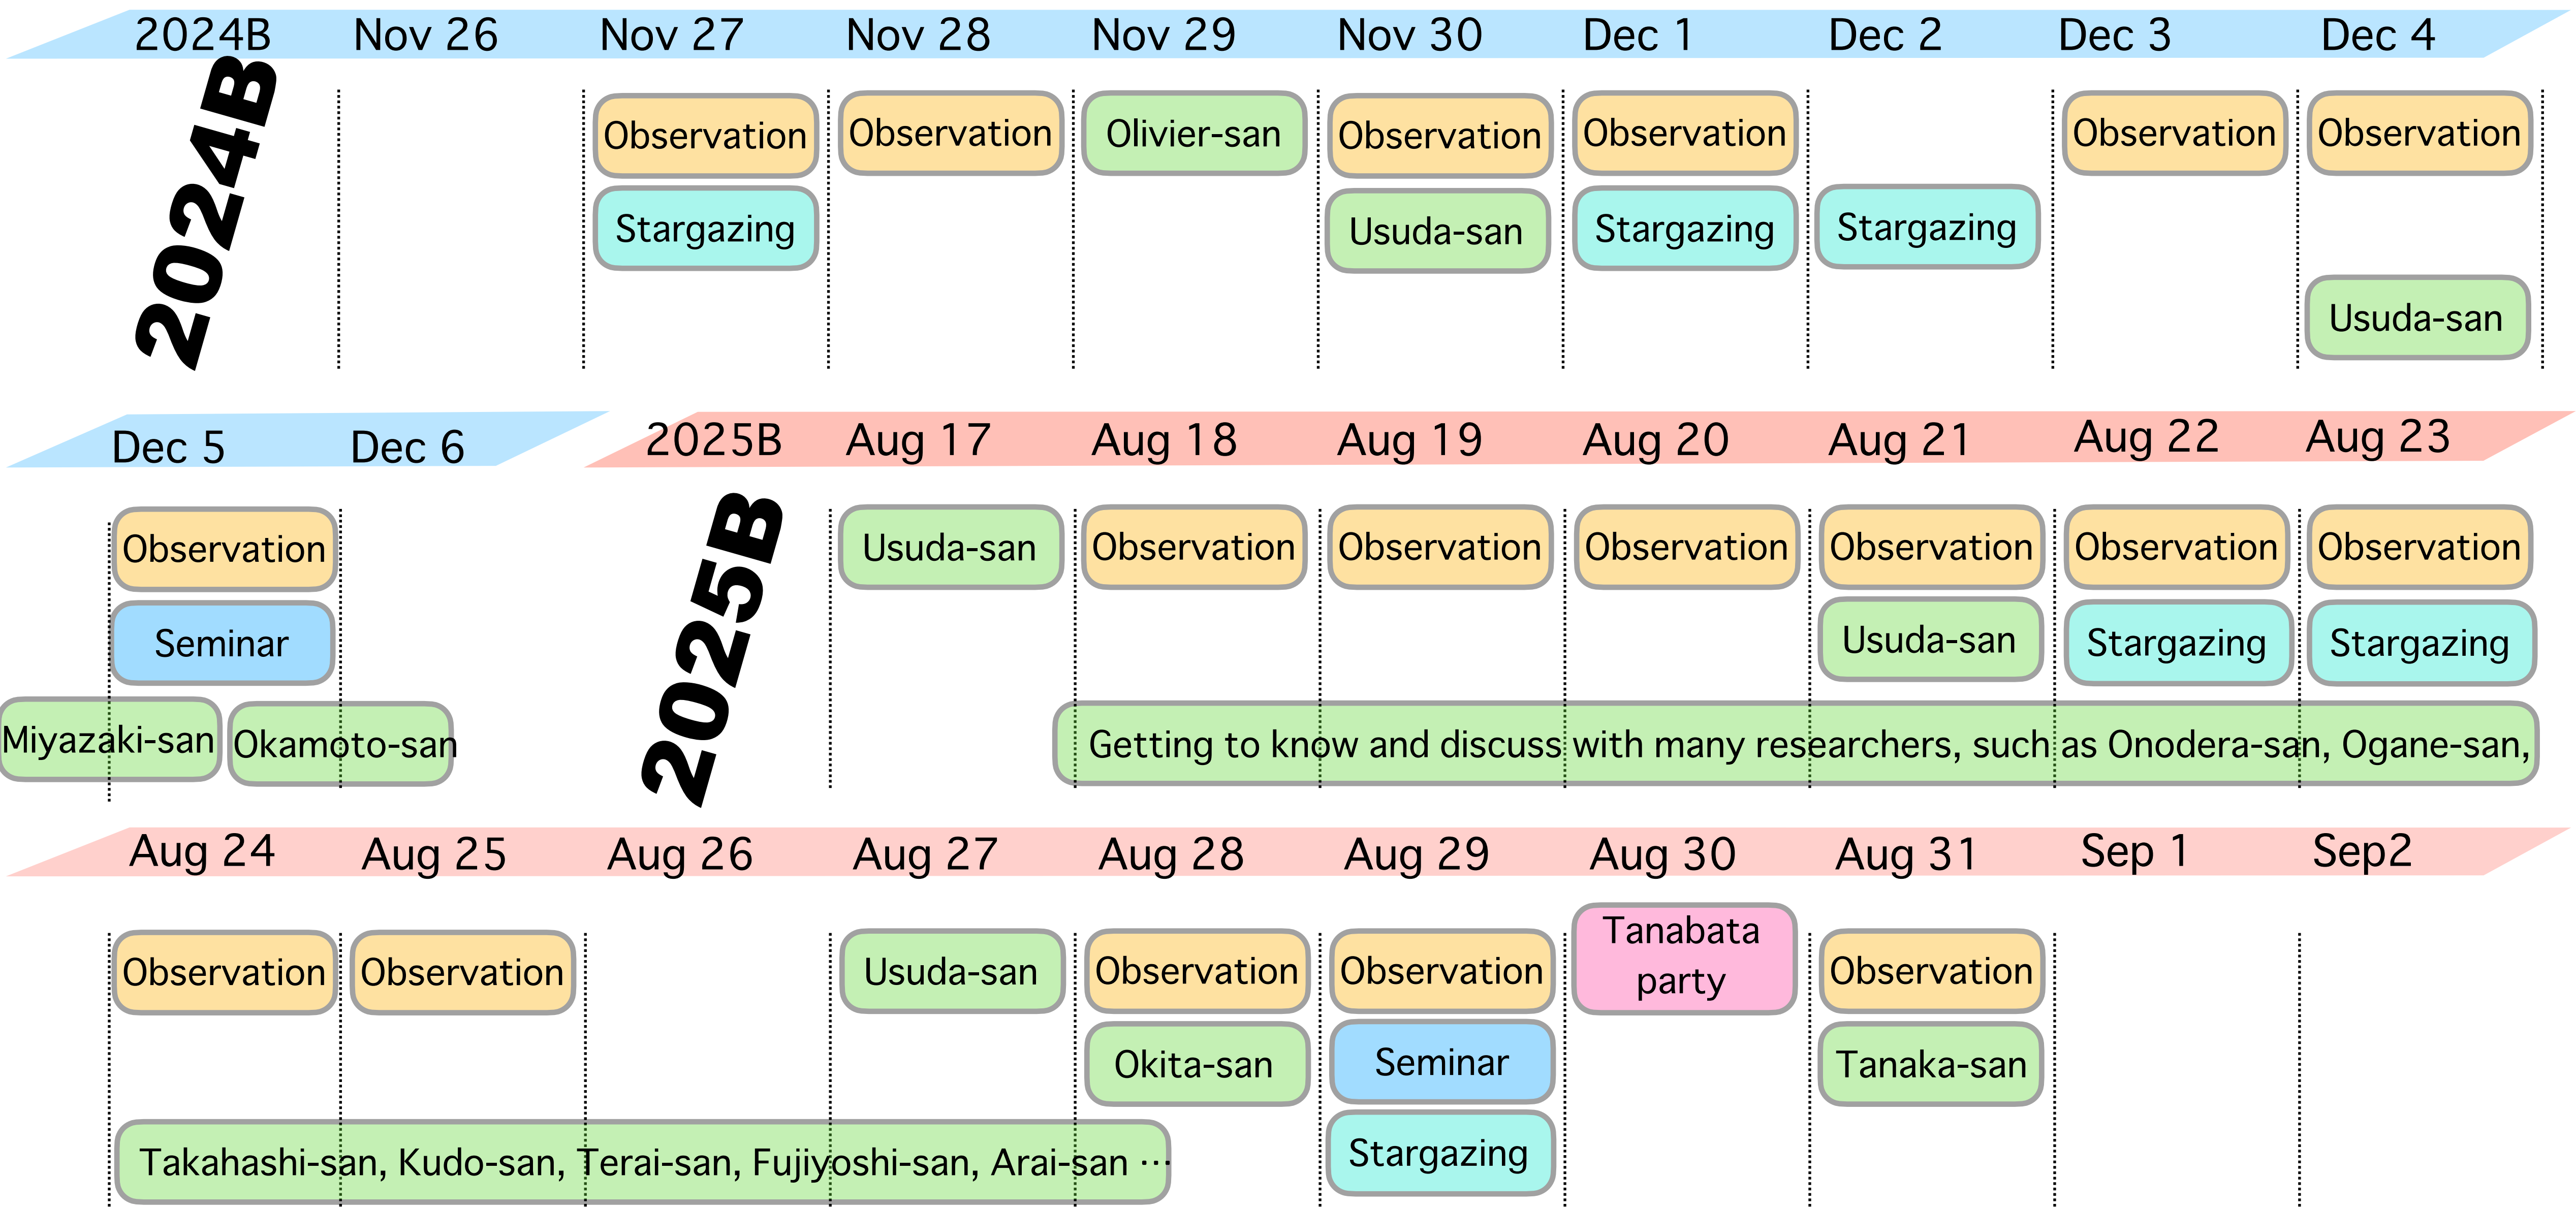 2024B Nov 26 Nov 27 Nov 28 Nov 29 Nov 30 Dec 1 Dec 2 Dec 3 Dec 4
2024B
Observation Observation Olivier-san Observation Observation Observation Observation
Stargazing Usuda-san Stargazing Stargazing
Usuda-san
Dec 5 Dec 6 2025B Aug 17 Aug 18 Aug 19 Aug 20 Aug 21 Aug 22 Aug 23
2025B
Observation Usuda-san Observation Observation Observation Observation Observation Observation
Seminar Usuda-san Stargazing Stargazing
Miyazaki-san Okamoto-san Getting to know and discuss with many researchers, such as Onodera-san, Ogane-san,
Aug 24 Aug 25 Aug 26 Aug 27 Aug 28 Aug 29 Aug 30 Aug 31 Sep 1 Sep2
Observation Observation Usuda-san Observation Observation Tanabata
party Observation
Okita-san Seminar Tanaka-san
Takahashi-san, Kudo-san, Terai-san, Fujiyoshi-san, Arai-san ... Stargazing